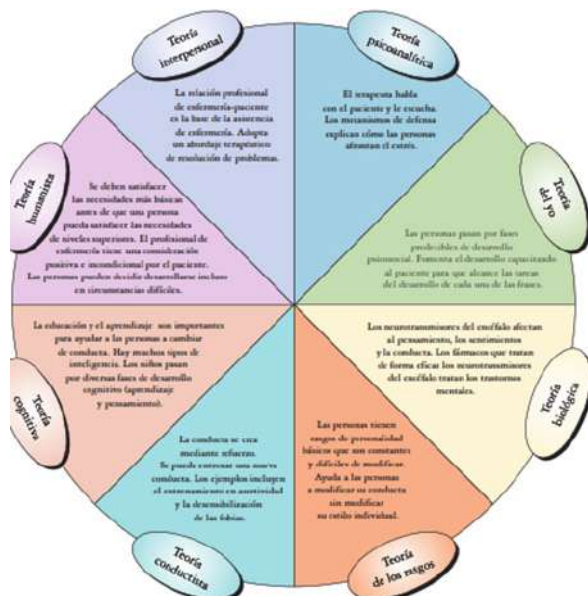 Teoría
interpersonal
La relación profesional
de enfermería-paciente
es la base de la asistencia
de enfermería. Adopta
un abordaje terapéutico
de resolución de problemas.
Teoría
psicoanalítica
El terapeuta habla
con el paciente y le escucha.
Los mecanismos de defensa
explican cómo las personas
afrontan el estrés.
Teoría
del yo
Las personas pasan por fases
predecibles de desarrollo
psicosocial. Fomenta el desarrollo capacitando
al paciente para que alcance las tareas
del desarrollo de cada una de las frases.
Teoría
biológica
Los neurotransmisores del encéfalo afectan
al pensamiento, los sentimientos
y la conducta. Los fármacos que tratan
de forma eficaz los neurotransmisores
del encéfalo tratan los trastornos
mentales.
Teoría
de los rasgos
Las personas tienen
rasgos de personalidad
básicos que son constantes
y difíciles de modificar.
Ayuda a las personas
a modificar su conducta
sin modificar
su estilo individual.
Teoría
conductista
La conducta se crea
mediante refuerzo.
Se puede entrenar una nueva
conducta. Los ejemplos incluyen
el entrenamiento en asertividad
y la desensibilización
de las fobias.
Teoría
cognitiva
La educación y el aprendizaje son importantes
para ayudar a las personas a cambiar
de conducta. Hay muchos tipos de
inteligencia. Los niños pasan
por diversas fases de desarrollo
cognitivo (aprendizaje
y pensamiento).
Teoría
humanista
Se deben satisfacer
las necesidades más básicas
antes de que una persona
pueda satisfacer las necesidades
de niveles superiores. El profesional de
enfermería tiene una consideración
positiva e incondicional por el paciente.
Las personas pueden decidir desarrollarse incluso
en circunstancias difíciles.